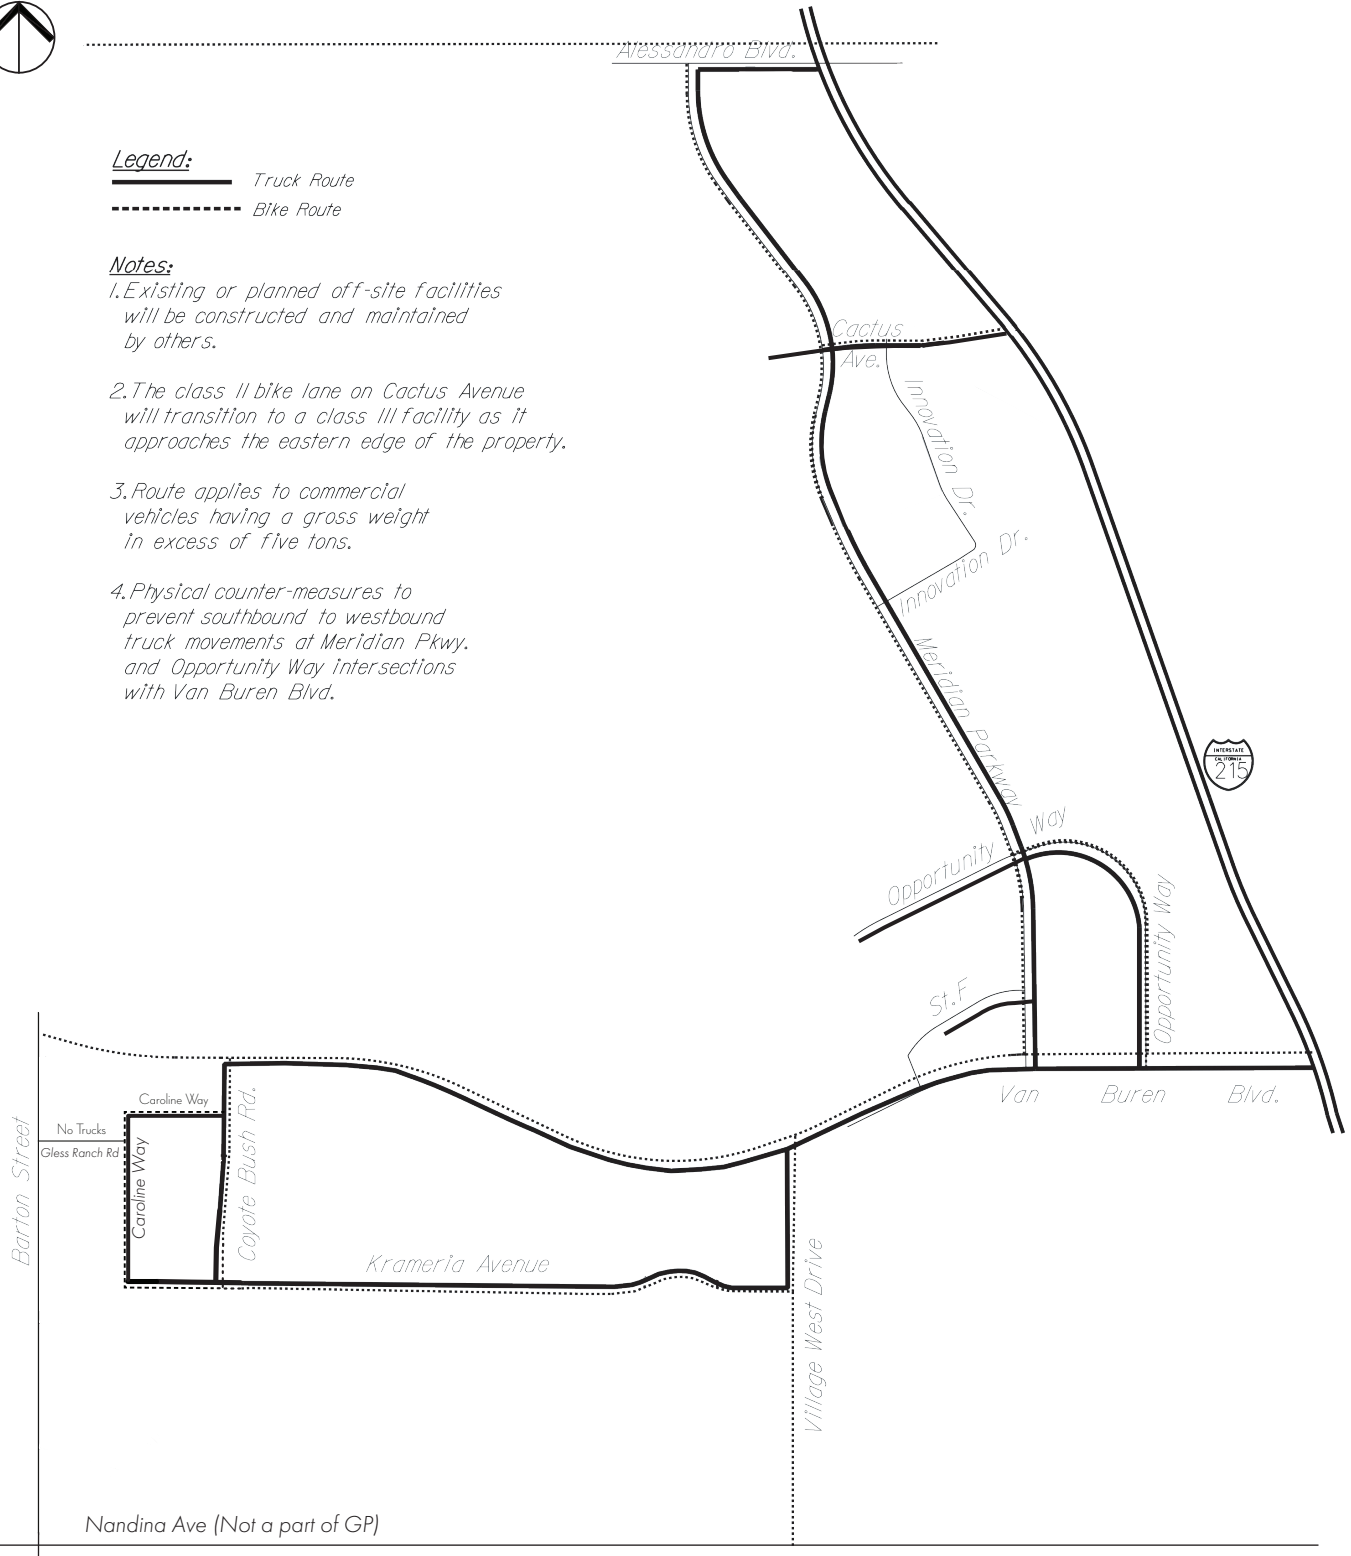 Alessandro Blvd.
Legend:
Truck Route
Bike Route
Notes:
1. Existing or planned off-site facilities
will be constructed and maintained
by others.
2. The class II bike lane on Cactus Avenue
will transition to a class III facility as it
approaches the eastern edge of the property.
3. Route applies to commercial
vehicles having a gross weight
in excess of five tons.
4. Physical counter-measures to
prevent southbound to westbound
truck movements at Meridian Pkwy.
and Opportunity Way intersections
with Van Buren Blvd.
Cactus
Ave.
Innovation Dr.
Innovation Dr.
Meridian Parkway
INTERSTATE
CALIFORNIA
215
Opportunity Way
Opportunity Way
St. F
Van Buren Blvd.
Caroline Way
No Trucks
Gless Ranch Rd
Caroline Way
Coyote Bush Rd.
Barton Street
Krameria Avenue
Village West Drive
Nandina Ave (Not a part of GP)